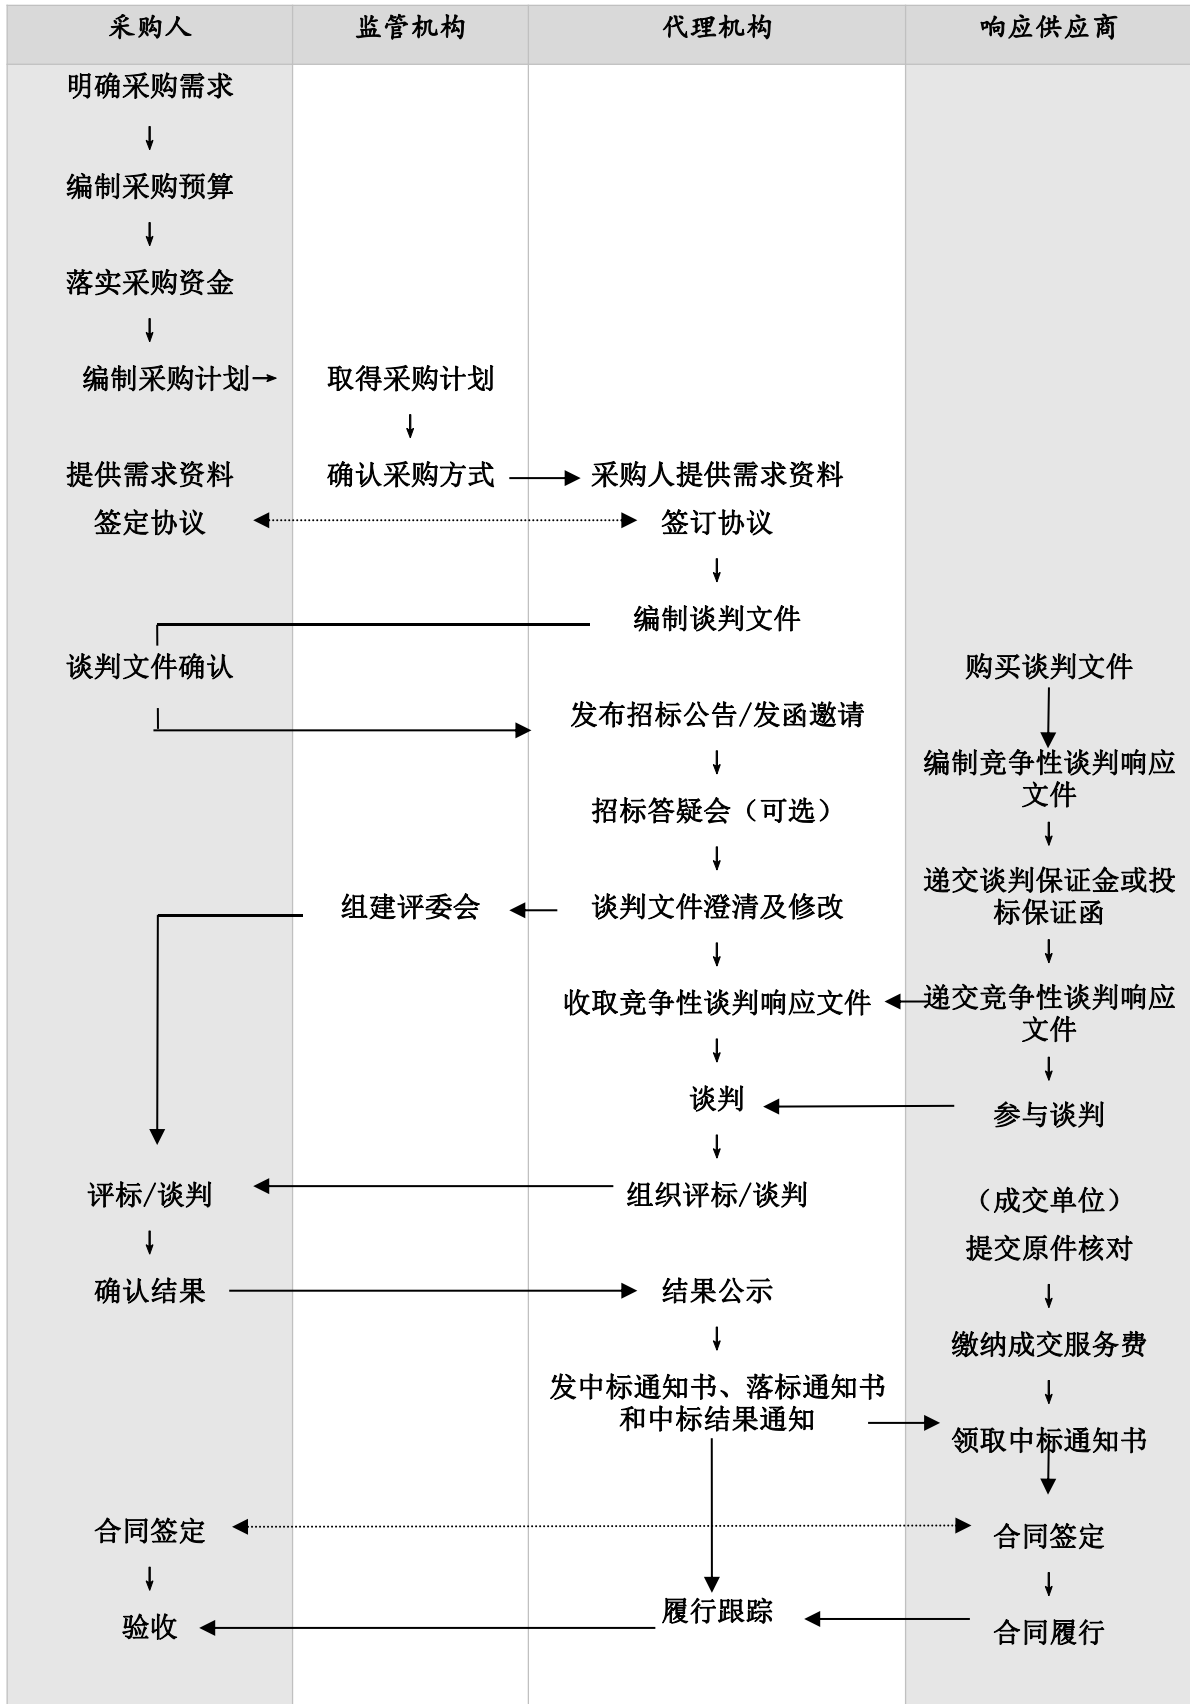 采购人 监管机构 代理机构 响应供应商
明确采购需求
编制采购预算
落实采购资金
编制采购计划 取得采购计划
提供需求资料 确认采购方式 采购人提供需求资料
签定协议 签订协议
编制谈判文件
谈判文件确认 购买谈判文件
发布招标公告/发函邀请
编制竞争性谈判响应
文件
招标答疑会（可选）
递交谈判保证金或投
标保证函
组建评委会 谈判文件澄清及修改
收取竞争性谈判响应文件 递交竞争性谈判响应
文件
谈判 参与谈判
评标/谈判 组织评标/谈判 （成交单位）
提交原件核对
确认结果 结果公示
缴纳成交服务费
发中标通知书、落标通知书
和中标结果通知
领取中标通知书
合同签定 合同签定
履行跟踪
验收 合同履行